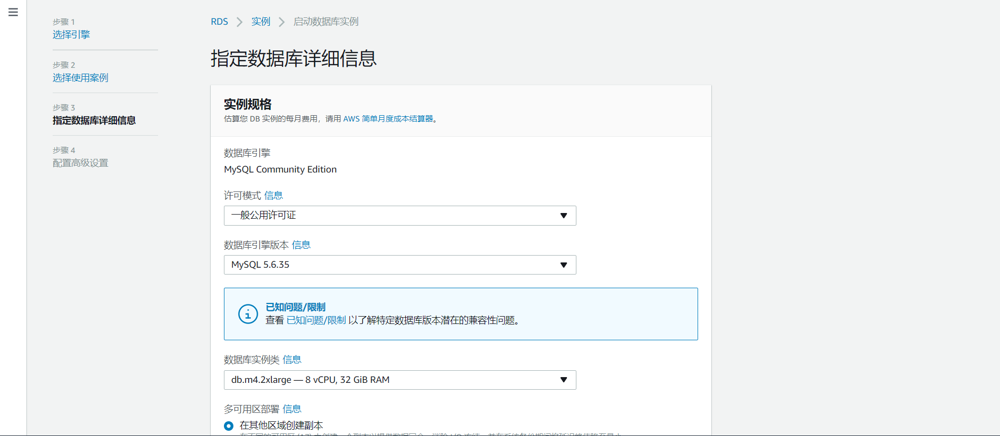 步骤 1
选择引擎
步骤 2
选择使用案例
步骤 3
指定数据库详细信息
步骤 4
配置高级设置
RDS 实例 启动数据库实例
指定数据库详细信息
实例规格
估算您 DB 实例的每月费用，请用 AWS 简单月度成本结算器。
数据库引擎
MySQL Community Edition
许可模式 信息
一般公用许可证
数据库引擎版本 信息
MySQL 5.6.35
已知问题/限制
查看 已知问题/限制 以了解特定数据库版本潜在的兼容性问题。
数据库实例类 信息
db.m4.2xlarge — 8 vCPU, 32 GiB RAM
多可用区部署 信息
在其他区域创建副本